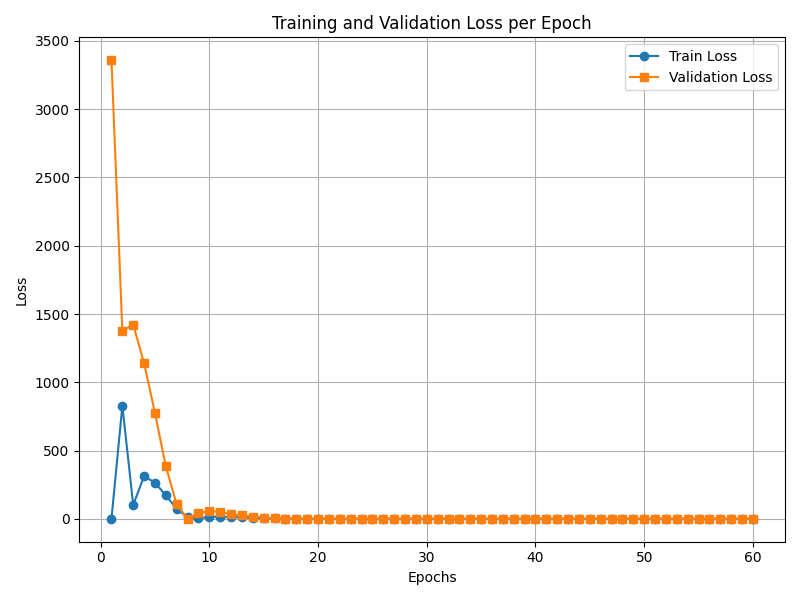 Training and Validation Loss per Epoch
Train Loss
Validation Loss
3500
3000
2500
2000
1500
1000
500
0
Loss
0 10 20 30 40 50 60
Epochs